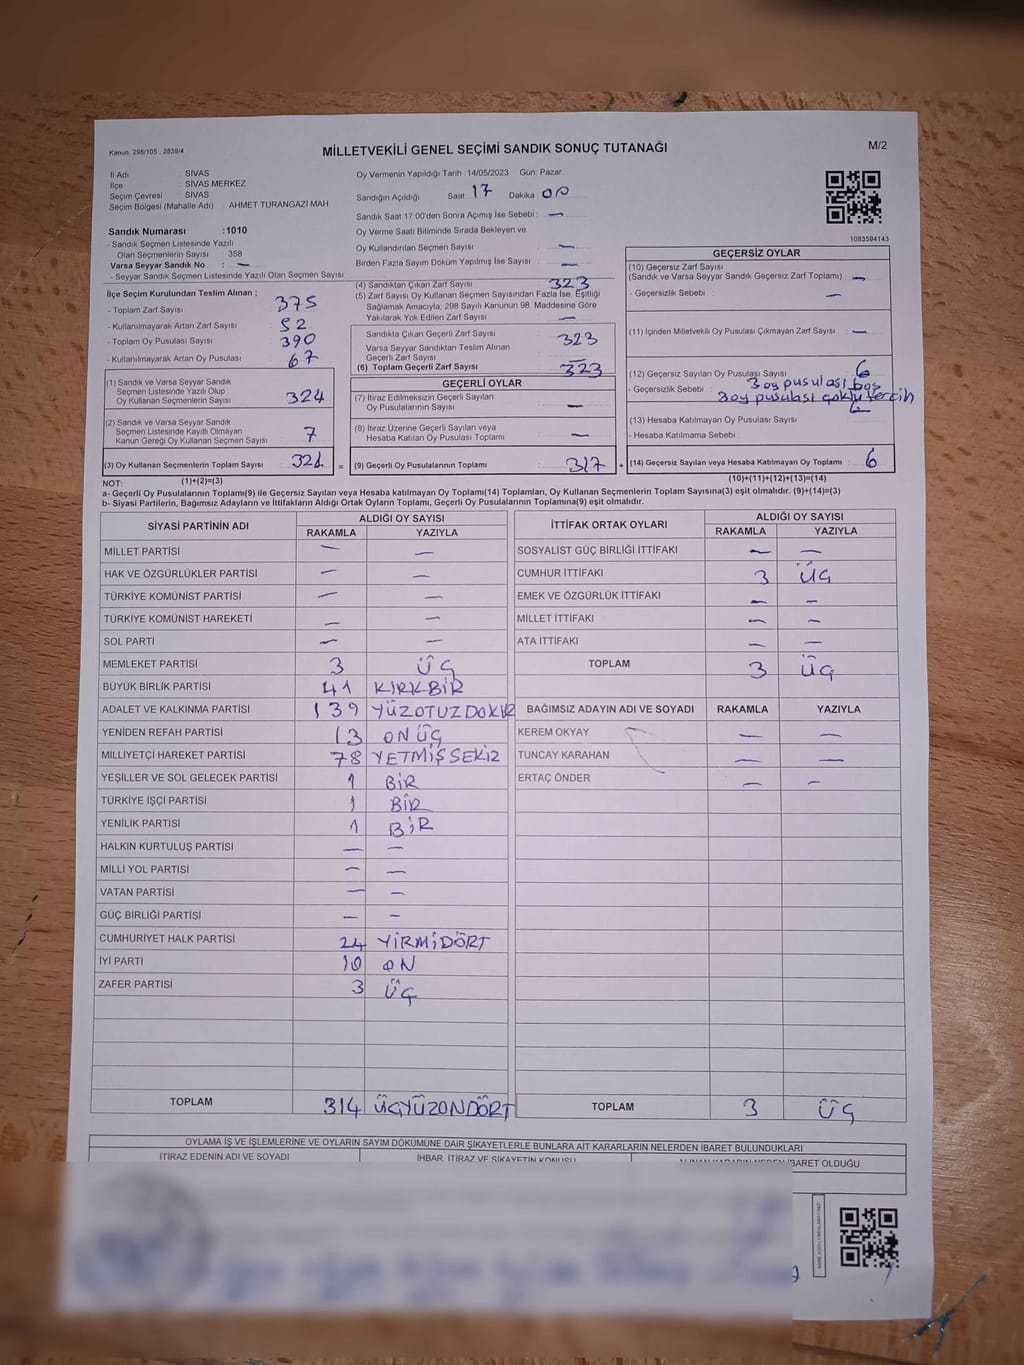 Kanun, 298/105 : 2839/4
MİLLETVEKİLİ GENEL SEÇİMİ SANDIK SONUÇ TUTANAĞI
M/2
İl Adı SİVAS
İlçe SİVAS MERKEZ
Seçim Çevresi SİVAS
Seçim Bölgesi (Mahalle Adı) : AHMET TURANGAZİ MAH
Sandık Numarası :1010
- Sandık Seçmen Listesinde Yazılı
Olan Seçmenlerin Sayısı 358
Varsa Seyyar Sandık No : —
- Seyyar Sandık Seçmen Listesinde Yazılı Olan Seçmen Sayısı
Oy Vermenin Yapıldığı Tarih :14/05/2023 Gün: Pazar
Sandığın Açıldığı Saat 17 Dakika 00
Sandık Saat 17:00'den Sonra Açımış İse Sebebi : —
Oy Verme Saati Bitiminde Sırada Bekleyen ve
Oy Kullandırılan Seçmen Sayısı —
Birden Fazla Sayım Döküm Yapılmış İse Sayısı —
1083594143
İlçe Seçim Kurulundan Teslim Alınan ;
- Toplam Zarf Sayısı 375
- Kullanılmayarak Artan Zarf Sayısı 52
- Toplam Oy Pusulası Sayısı 390
- Kullanılmayarak Artan Oy Pusulası 67
(1) Sandık ve Varsa Seyyar Sandık
Seçmen Listesinde Yazılı Olup
Oy Kullanan Seçmenlerin Sayısı 324
(2) Sandık ve Varsa Seyyar Sandık
Seçmen Listesinde Kayıtlı Olmayan
Kanun Gereği Oy Kullanan Seçmen Sayısı 7
(3) Oy Kullanan Seçmenlerin Toplam Sayısı
(1)+(2)=(3)
(4) Sandıktan Çıkan Zarf Sayısı 323
(5) Zarf Sayısı Oy Kullanan Seçmen Sayısından Fazla İse, Eşitliği
Sağlamak Amacıyla, 298 Sayılı Kanunun 98. Maddesine Göre
Yakılarak Yok Edilen Zarf Sayısı —
Sandıkta Çıkan Geçerli Zarf Sayısı 323
Varsa Seyyar Sandıktan Teslim Alınan
Geçerli Zarf Sayısı —
(6) Toplam Geçerli Zarf Sayısı 323
GEÇERLİ OYLAR
(7) İtiraz Edilmeksizin Geçerli Sayılan
Oy Pusulalarının Sayısı —
(8) İtiraz Üzerine Geçerli Sayılan veya
Hesaba Katılan Oy Pusulası Toplamı —
= (9) Geçerli Oy Pusulalarının Toplamı 317
GEÇERSİZ OYLAR
(10) Geçersiz Zarf Sayısı
(Sandık ve Varsa Seyyar Sandık Geçersiz Zarf Toplamı) —
- Geçersizlik Sebebi : —
(11) İçinden Milletvekili Oy Pusulası Çıkmayan Zarf Sayısı —
(12) Geçersiz Sayılan Oy Pusulası Sayısı 6
- Geçersizlik Sebebi : 3 oy pusulası boş
3 oy pusulası çoklu tercih
(13) Hesaba Katılmayan Oy Pusulası Sayısı —
- Hesaba Katılmama Sebebi
+ (14) Geçersiz Sayılan veya Hesaba Katılmayan Oy Toplamı 6
(10)+(11)+(12)+(13)=(14)
NOT:
a- Geçerli Oy Pusulalarının Toplamı(9) ile Geçersiz Sayılan veya Hesaba katılmayan Oy Toplamı(14) Toplamları, Oy Kullanan Seçmenlerin Toplam Sayısına(3) eşit olmalıdır. (9)+(14)=(3)
b- Siyasi Partilerin, Bağımsız Adayların ve İttifakların Aldığı Ortak Oyların Toplamı, Geçerli Oy Pusulalarının Toplamına(9) eşit olmalıdır.
SİYASİ PARTİNİN ADI ALDIĞI OY SAYISI
RAKAMLA YAZIYLA
MİLLET PARTİSİ — —
HAK VE ÖZGÜRLÜKLER PARTİSİ — —
TÜRKİYE KOMÜNİST PARTİSİ — —
TÜRKİYE KOMÜNİST HAREKETİ — —
SOL PARTİ — —
MEMLEKET PARTİSİ 3 ÜÇ
BÜYÜK BİRLİK PARTİSİ 41 KIRKBİR
ADALET VE KALKINMA PARTİSİ 139 YÜZOTUZDOKUZ
YENİDEN REFAH PARTİSİ 13 ONÜÇ
MİLLİYETÇİ HAREKET PARTİSİ 78 YETMİŞSEKİZ
YEŞİLLER VE SOL GELECEK PARTİSİ 1 BİR
TÜRKİYE İŞÇİ PARTİSİ 1 BİR
YENİLİK PARTİSİ 1 BİR
HALKIN KURTULUŞ PARTİSİ — —
MİLLİ YOL PARTİSİ — —
VATAN PARTİSİ — —
GÜÇ BİRLİĞİ PARTİSİ — —
CUMHURİYET HALK PARTİSİ 24 YİRMİDÖRT
İYİ PARTİ 10 ON
ZAFER PARTİSİ 3 ÜÇ
TOPLAM 314 ÜÇYÜZONDÖRT
İTTİFAK ORTAK OYLARI ALDIĞI OY SAYISI
RAKAMLA YAZIYLA
SOSYALİST GÜÇ BİRLİĞİ İTTİFAKI — —
CUMHUR İTTİFAKI 3 ÜÇ
EMEK VE ÖZGÜRLÜK İTTİFAKI — —
MİLLET İTTİFAKI — —
ATA İTTİFAKI — —
TOPLAM 3 ÜÇ
BAĞIMSIZ ADAYIN ADI VE SOYADI RAKAMLA YAZIYLA
KEREM OKYAY — —
TUNCAY KARAHAN — —
ERTAÇ ÖNDER — —
TOPLAM 3 ÜÇ
OYLAMA İŞ VE İŞLEMLERİNE VE OYLARIN SAYIM DÖKÜMÜNE DAİR ŞİKAYETLERLE BUNLARA AİT KARARLARIN NELERDEN İBARET BULUNDUKLARI
İTİRAZ EDENİN ADI VE SOYADI
İHBAR, İTİRAZ VE ŞİKAYETİN KONUSU
ALINAN KARARIN NEDEN İBARET OLDUĞU